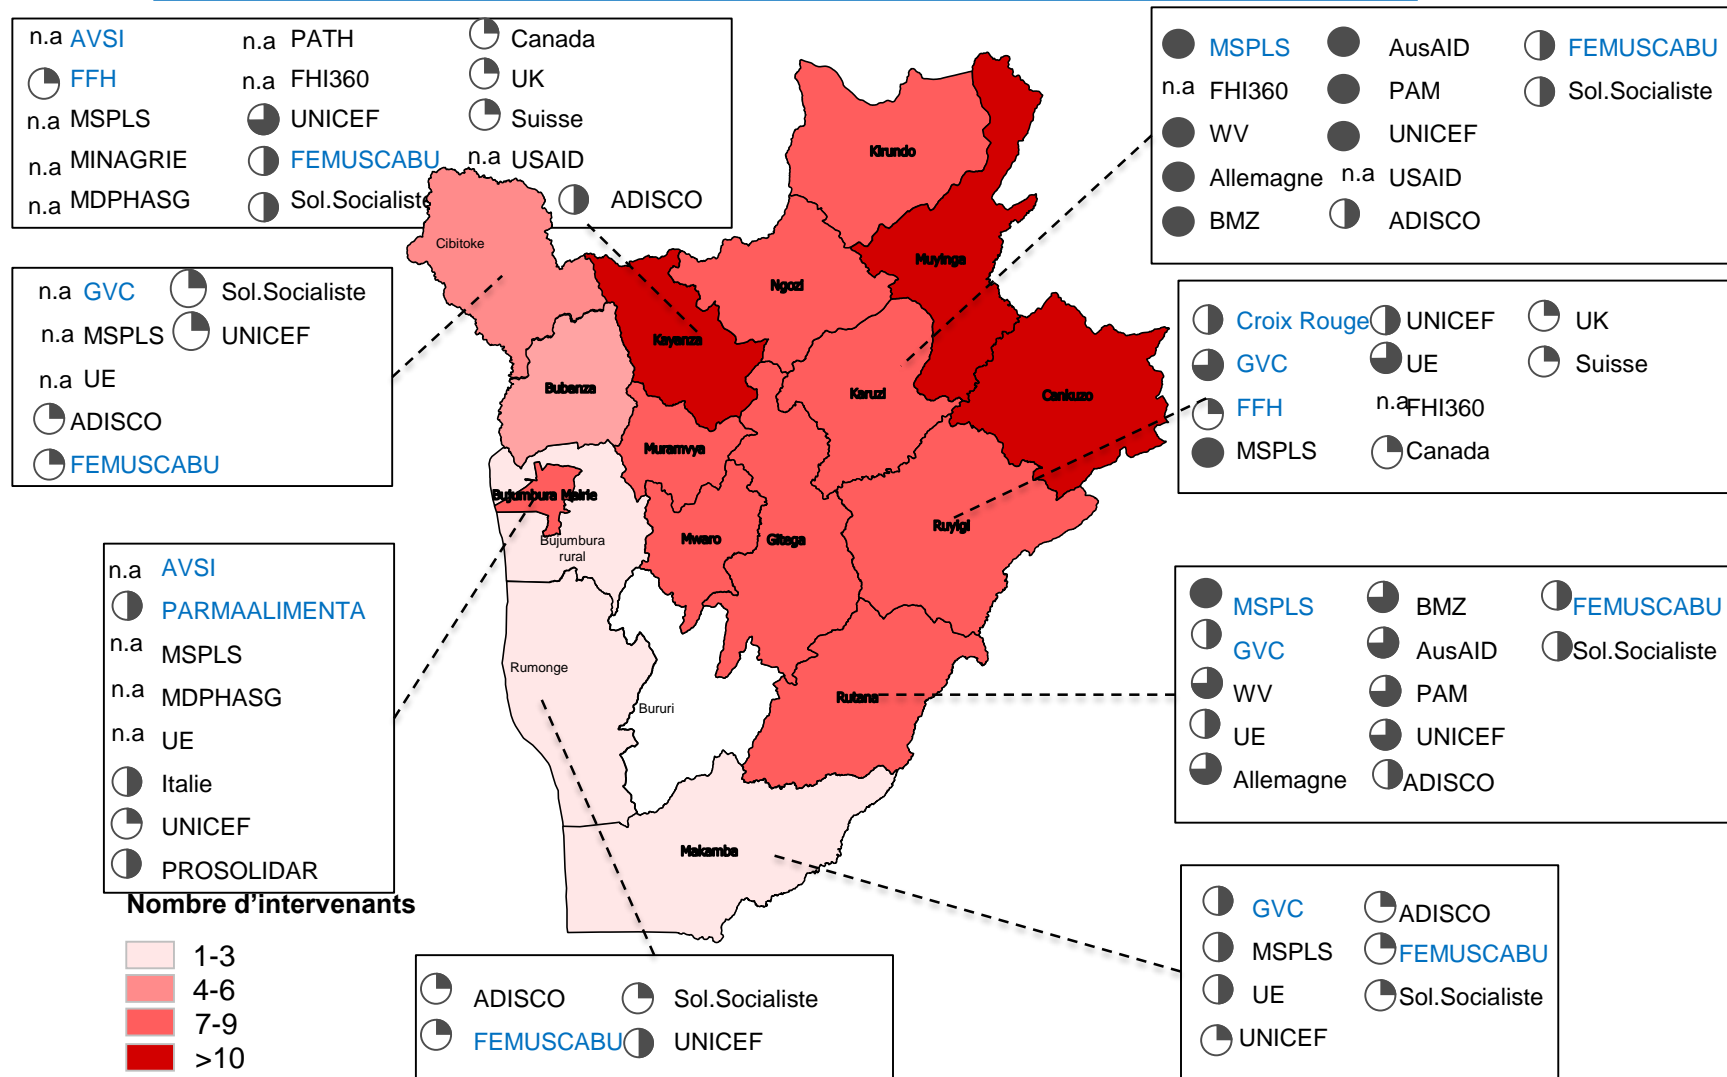 n.a AVSI n.a PATH Canada
FFH n.a FHI360 UK
n.a MSPLS UNICEF Suisse
n.a MINAGRIE FEMUSCABU n.a USAID
n.a MDPHASG Sol.Socialiste ADISCO
MSPLS AusAID FEMUSCABU
n.a FHI360 PAM Sol.Socialiste
WV UNICEF
Allemagne n.a USAID
BMZ ADISCO
n.a GVC Sol.Socialiste
n.a MSPLS UNICEF
n.a UE
ADISCO
FEMUSCABU
Croix Rouge UNICEF UK
GVC UE Suisse
FFH n.a FHI360
MSPLS Canada
Kirundo
Cibitoke
Muyinga
Ngozi
Kayanza
Bubanza
Karuzi
Cankuzo
Muramvya
Bujumbura Mairie
Bujumbura
rural
Mwaro
Gitega
Ruyigi
Rumonge
Bururi
Rutana
Makamba
n.a AVSI
PARMAALIMENTA
n.a MSPLS
n.a MDPHASG
n.a UE
Italie
UNICEF
PROSOLIDAR
MSPLS BMZ FEMUSCABU
GVC AusAID Sol.Socialiste
WV PAM
UE UNICEF
Allemagne ADISCO
GVC ADISCO
MSPLS FEMUSCABU
UE Sol.Socialiste
UNICEF
ADISCO Sol.Socialiste
FEMUSCABU UNICEF
Nombre d’intervenants
1-3
4-6
7-9
>10